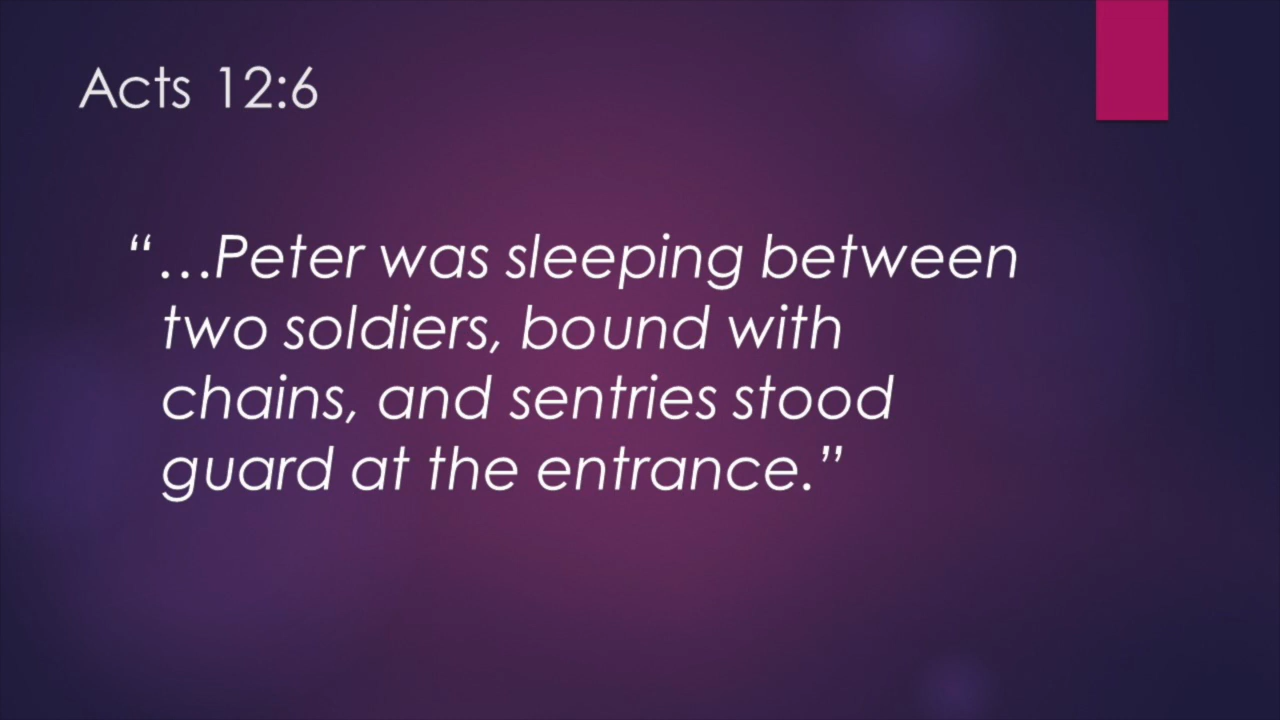 Acts 12:6
“…Peter was sleeping between
two soldiers, bound with
chains, and sentries stood
guard at the entrance.”